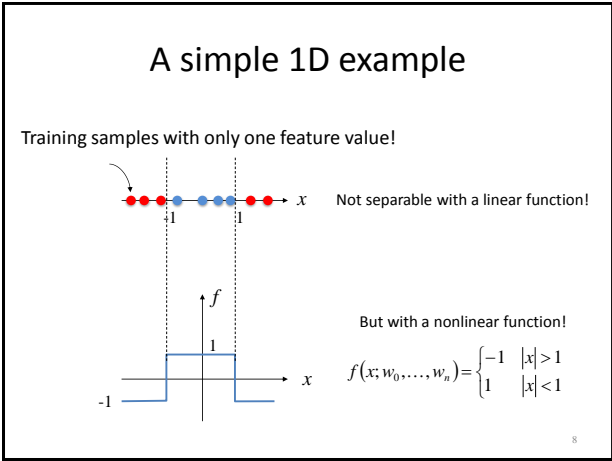 A simple 1D example
Training samples with only one feature value!
x
Not separable with a linear function!
-1
1
f
But with a nonlinear function!
1
f(x; w₀,…, wₙ) = {−1 |x| > 1
1 |x| < 1
x
-1
8